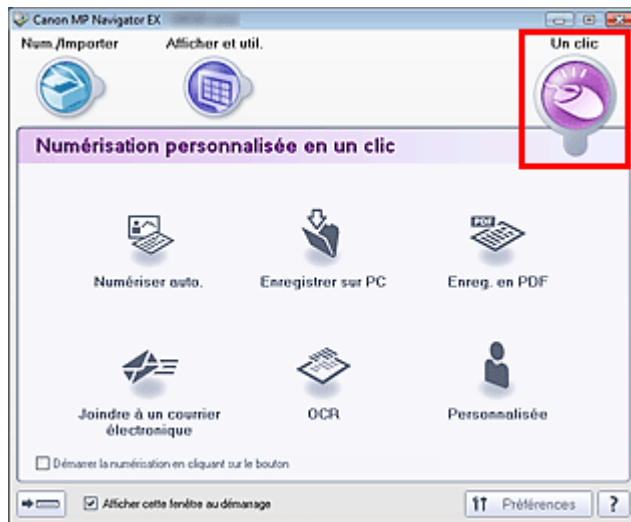 Canon MP Navigator EX
Num./Importer
Afficher et util.
Un clic
Numérisation personnalisée en un clic
Numériser auto.
Enregistrer sur PC
PDF
Enreg. en PDF
Joindre à un courrier
électronique
OCR
Personnalisée
Démarrer la numérisation en cliquant sur le bouton
Afficher cette fenêtre au démarrage
Préférences
?